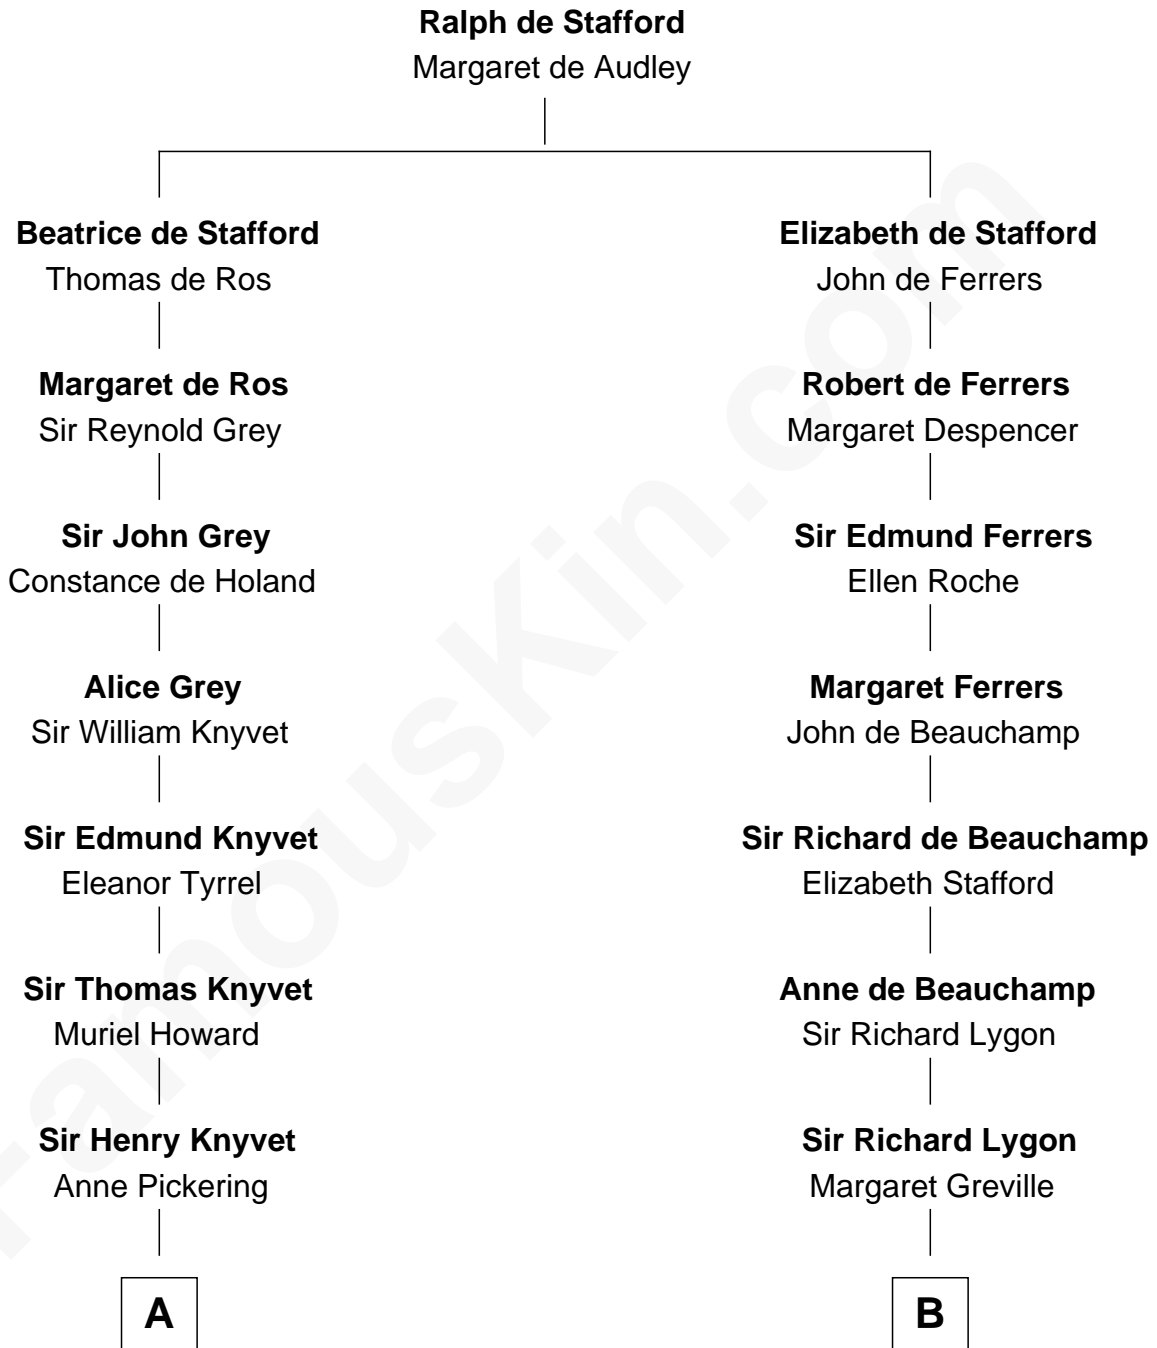 Ralph de Stafford
Margaret de Audley
Beatrice de Stafford
Thomas de Ros
Margaret de Ros
Sir Reynold Grey
Sir John Grey
Constance de Holand
Alice Grey
Sir William Knyvet
Sir Edmund Knyvet
Eleanor Tyrrel
Sir Thomas Knyvet
Muriel Howard
Sir Henry Knyvet
Anne Pickering
A
Elizabeth de Stafford
John de Ferrers
Robert de Ferrers
Margaret Despencer
Sir Edmund Ferrers
Ellen Roche
Margaret Ferrers
John de Beauchamp
Sir Richard de Beauchamp
Elizabeth Stafford
Anne de Beauchamp
Sir Richard Lygon
Sir Richard Lygon
Margaret Greville
B
FamousKin.com